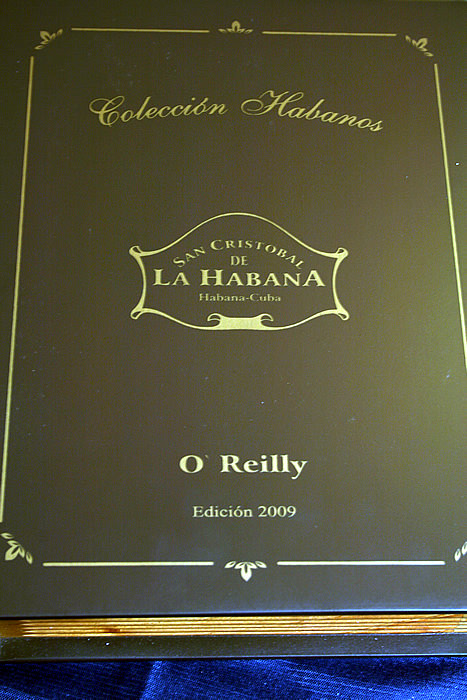 Colección Habanos
SAN CRISTOBAL
DE
LA HABANA
Habana-Cuba
O` Reilly
Edición 2009